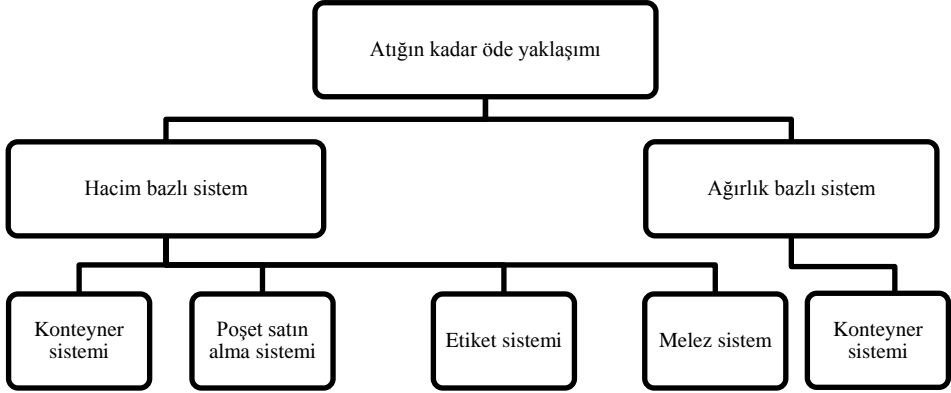 Atığın kadar öde yaklaşımı
Hacim bazlı sistem
Ağırlık bazlı sistem
Konteyner
sistemi
Poşet satın
alma sistemi
Etiket sistemi
Melez sistem
Konteyner
sistemi